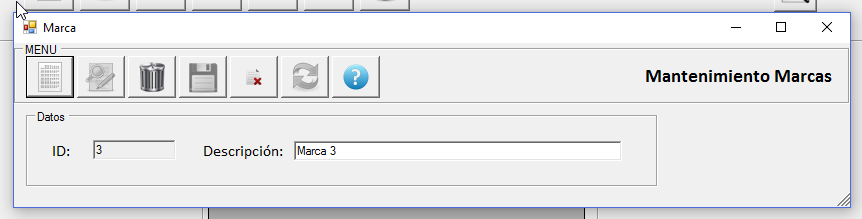 Marca
MENU
Mantenimiento Marcas
Datos
ID: 3 Descripción: Marca 3